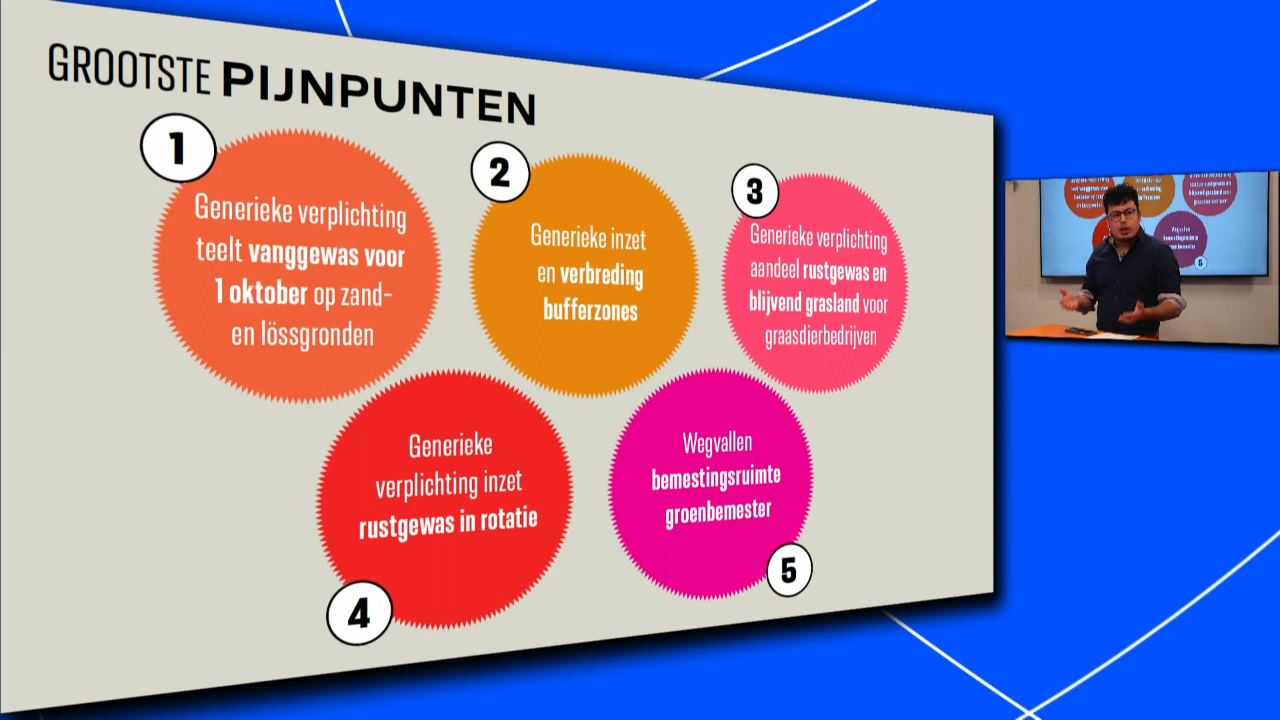 GROOTSTE PIJNPUNTEN
1
Generieke verplichting
teelt vanggewas voor
1 oktober op zand-
en lössgronden
2
Generieke inzet
en verbreding
bufferzones
3
Generieke verplichting
aandeel rustgewas en
blijvend grasland voor
graasdierbedrijven
4
Generieke
verplichting inzet
rustgewas in rotatie
5
Wegvallen
bemestingsruimte
groenbemester